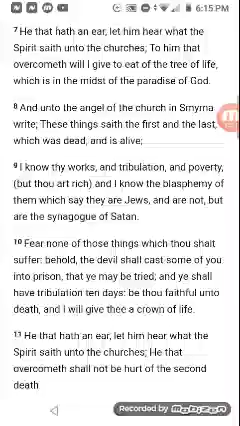 6:15 PM
7 He that hath an ear, let him hear what the
Spirit saith unto the churches; To him that
overcometh will I give to eat of the tree of life,
which is in the midst of the paradise of God.
8 And unto the angel of the church in Smyrna
write; These things saith the first and the last,
which was dead, and is alive;
9 I know thy works, and tribulation, and poverty,
(but thou art rich) and I know the blasphemy of
them which say they are Jews, and are not, but
are the synagogue of Satan.
10 Fear none of those things which thou shalt
suffer: behold, the devil shall cast some of you
into prison, that ye may be tried; and ye shall
have tribulation ten days: be thou faithful unto
death, and I will give thee a crown of life.
11 He that hath an ear, let him hear what the
Spirit saith unto the churches; He that
overcometh shall not be hurt of the second
death
Recorded by Mobizen